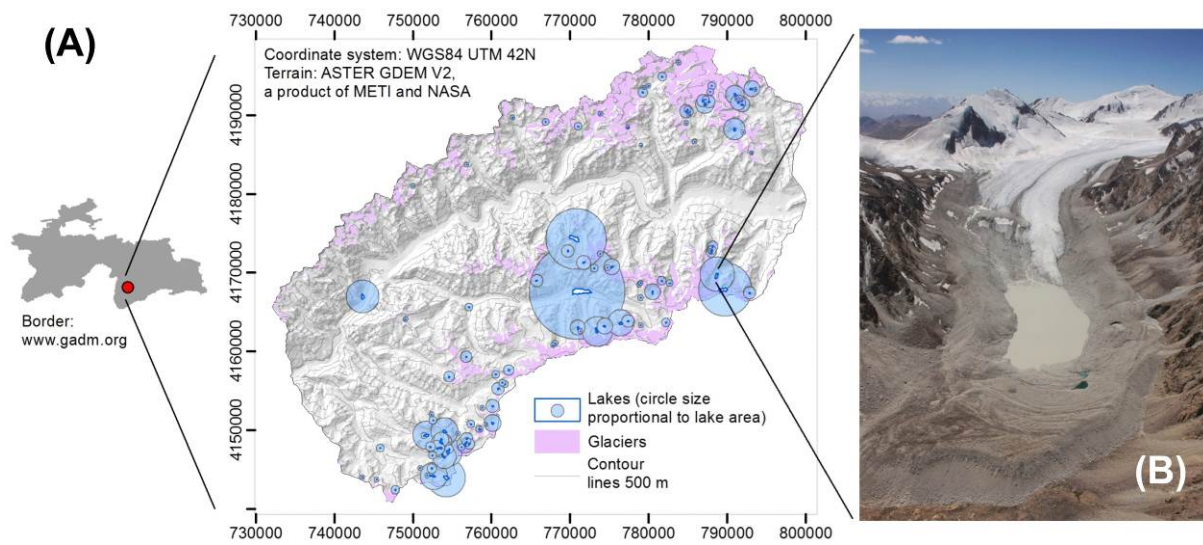 (A)
730000 740000 750000 760000 770000 780000 790000 800000
Coordinate system: WGS84 UTM 42N
Terrain: ASTER GDEM V2,
a product of METI and NASA
4190000
4180000
4170000
4160000
4150000
Border:
www.gadm.org
Lakes (circle size
proportional to lake area)
Glaciers
Contour
lines 500 m
730000 740000 750000 760000 770000 780000 790000 800000
(B)